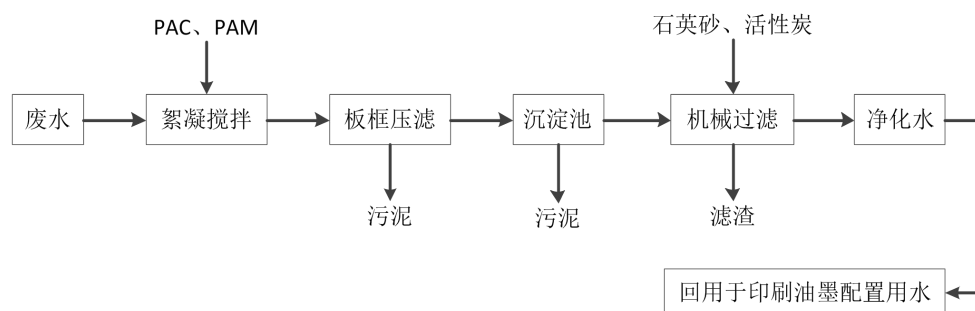 PAC、PAM
石英砂、活性炭
废水
絮凝搅拌
板框压滤
沉淀池
机械过滤
净化水
污泥
污泥
滤渣
回用于印刷油墨配置用水